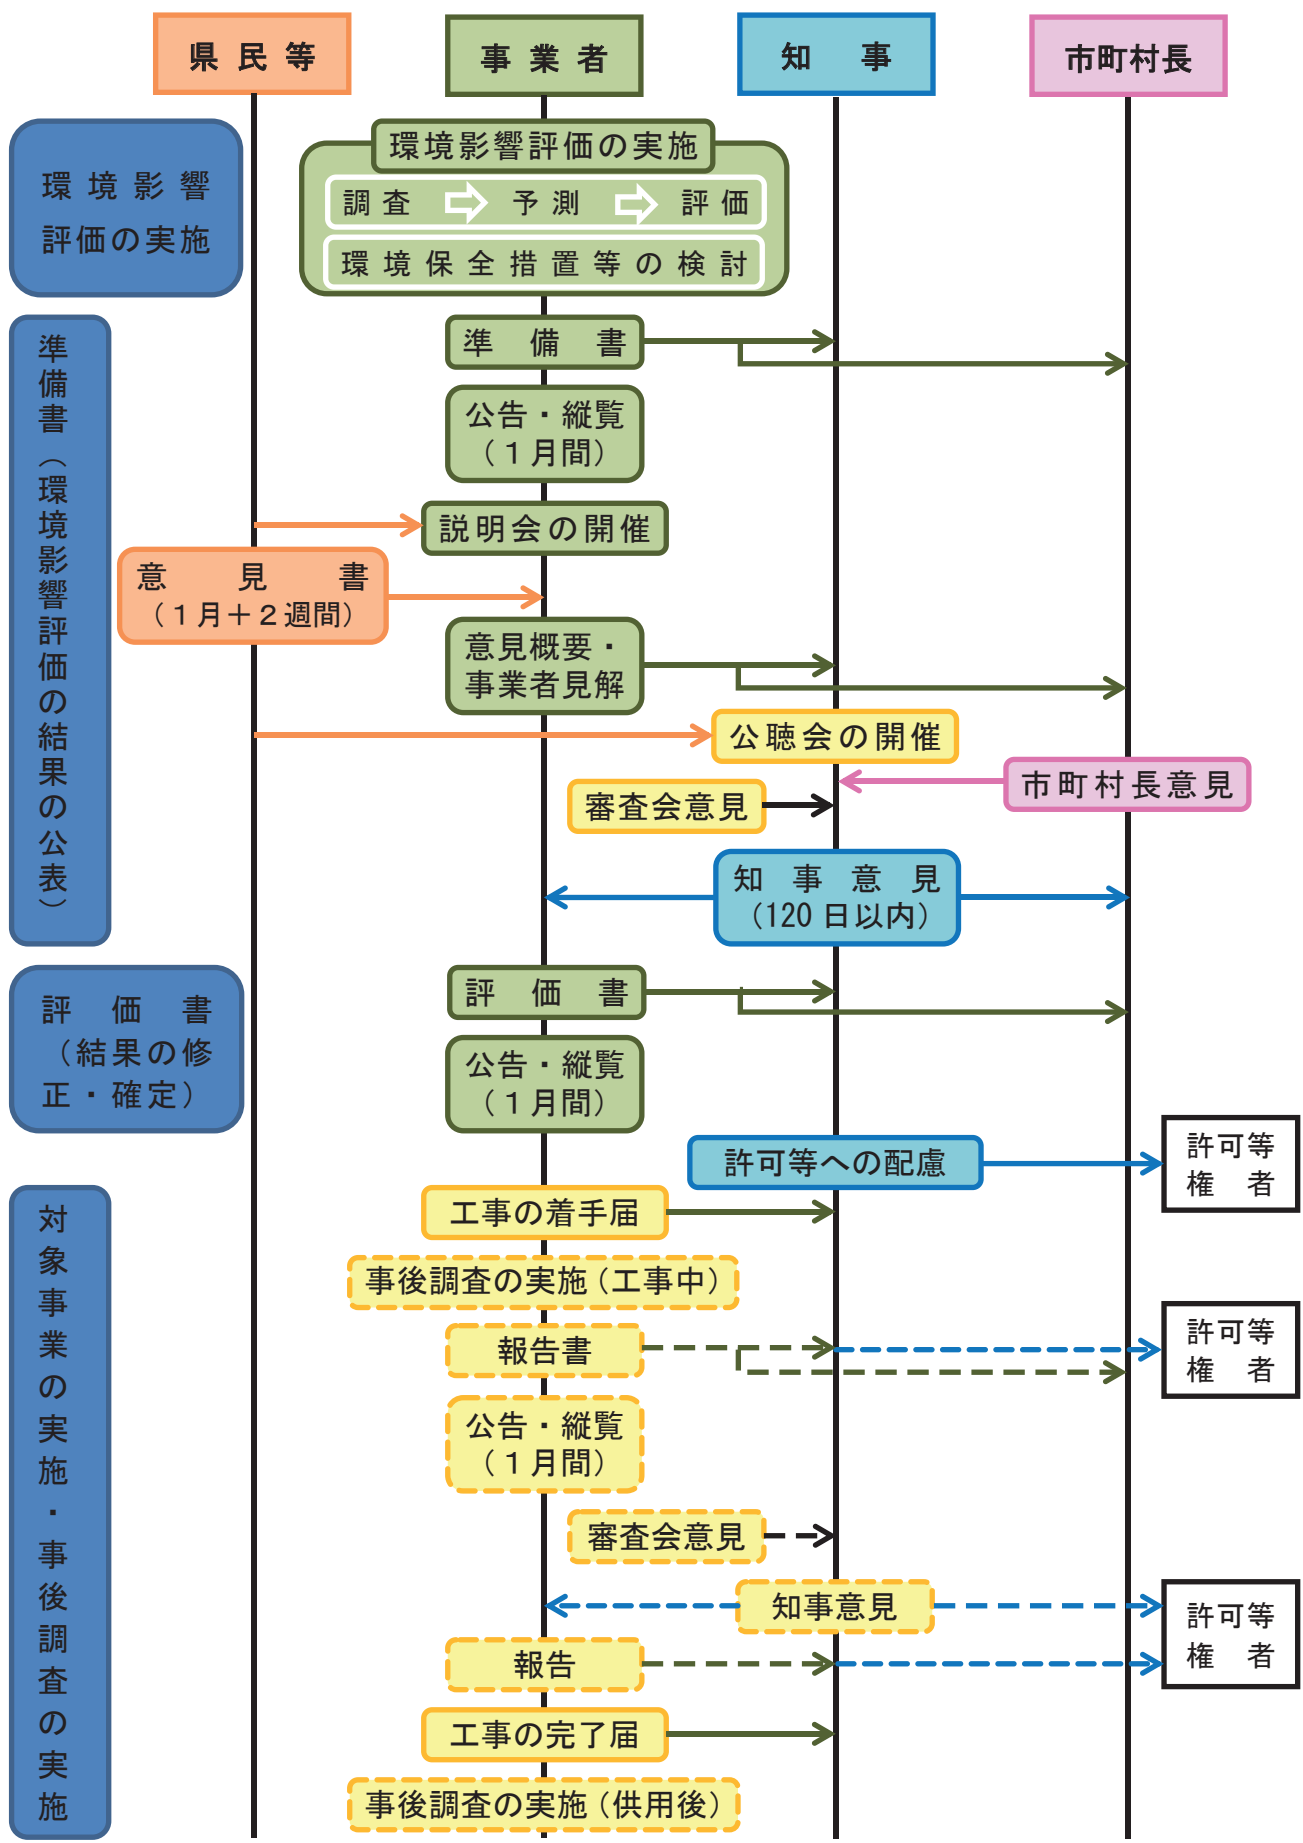 県民等
事業者
知事
市町村長
環境影響
評価の実施
環境影響評価の実施
調査
予測
評価
環境保全措置等の検討
準備書（環境影響評価の結果の公表）
準備書
公告・縦覧
（１月間）
説明会の開催
意見書
（１月＋２週間）
意見概要・
事業者見解
公聴会の開催
市町村長意見
審査会意見
知事意見
（120日以内）
評価書
（結果の修
正・確定）
評価書
公告・縦覧
（１月間）
許可等への配慮
許可等
権者
対象事業の実施・事後調査の実施
工事の着手届
事後調査の実施（工事中）
報告書
許可等
権者
公告・縦覧
（１月間）
審査会意見
知事意見
許可等
権者
報告
工事の完了届
事後調査の実施（供用後）